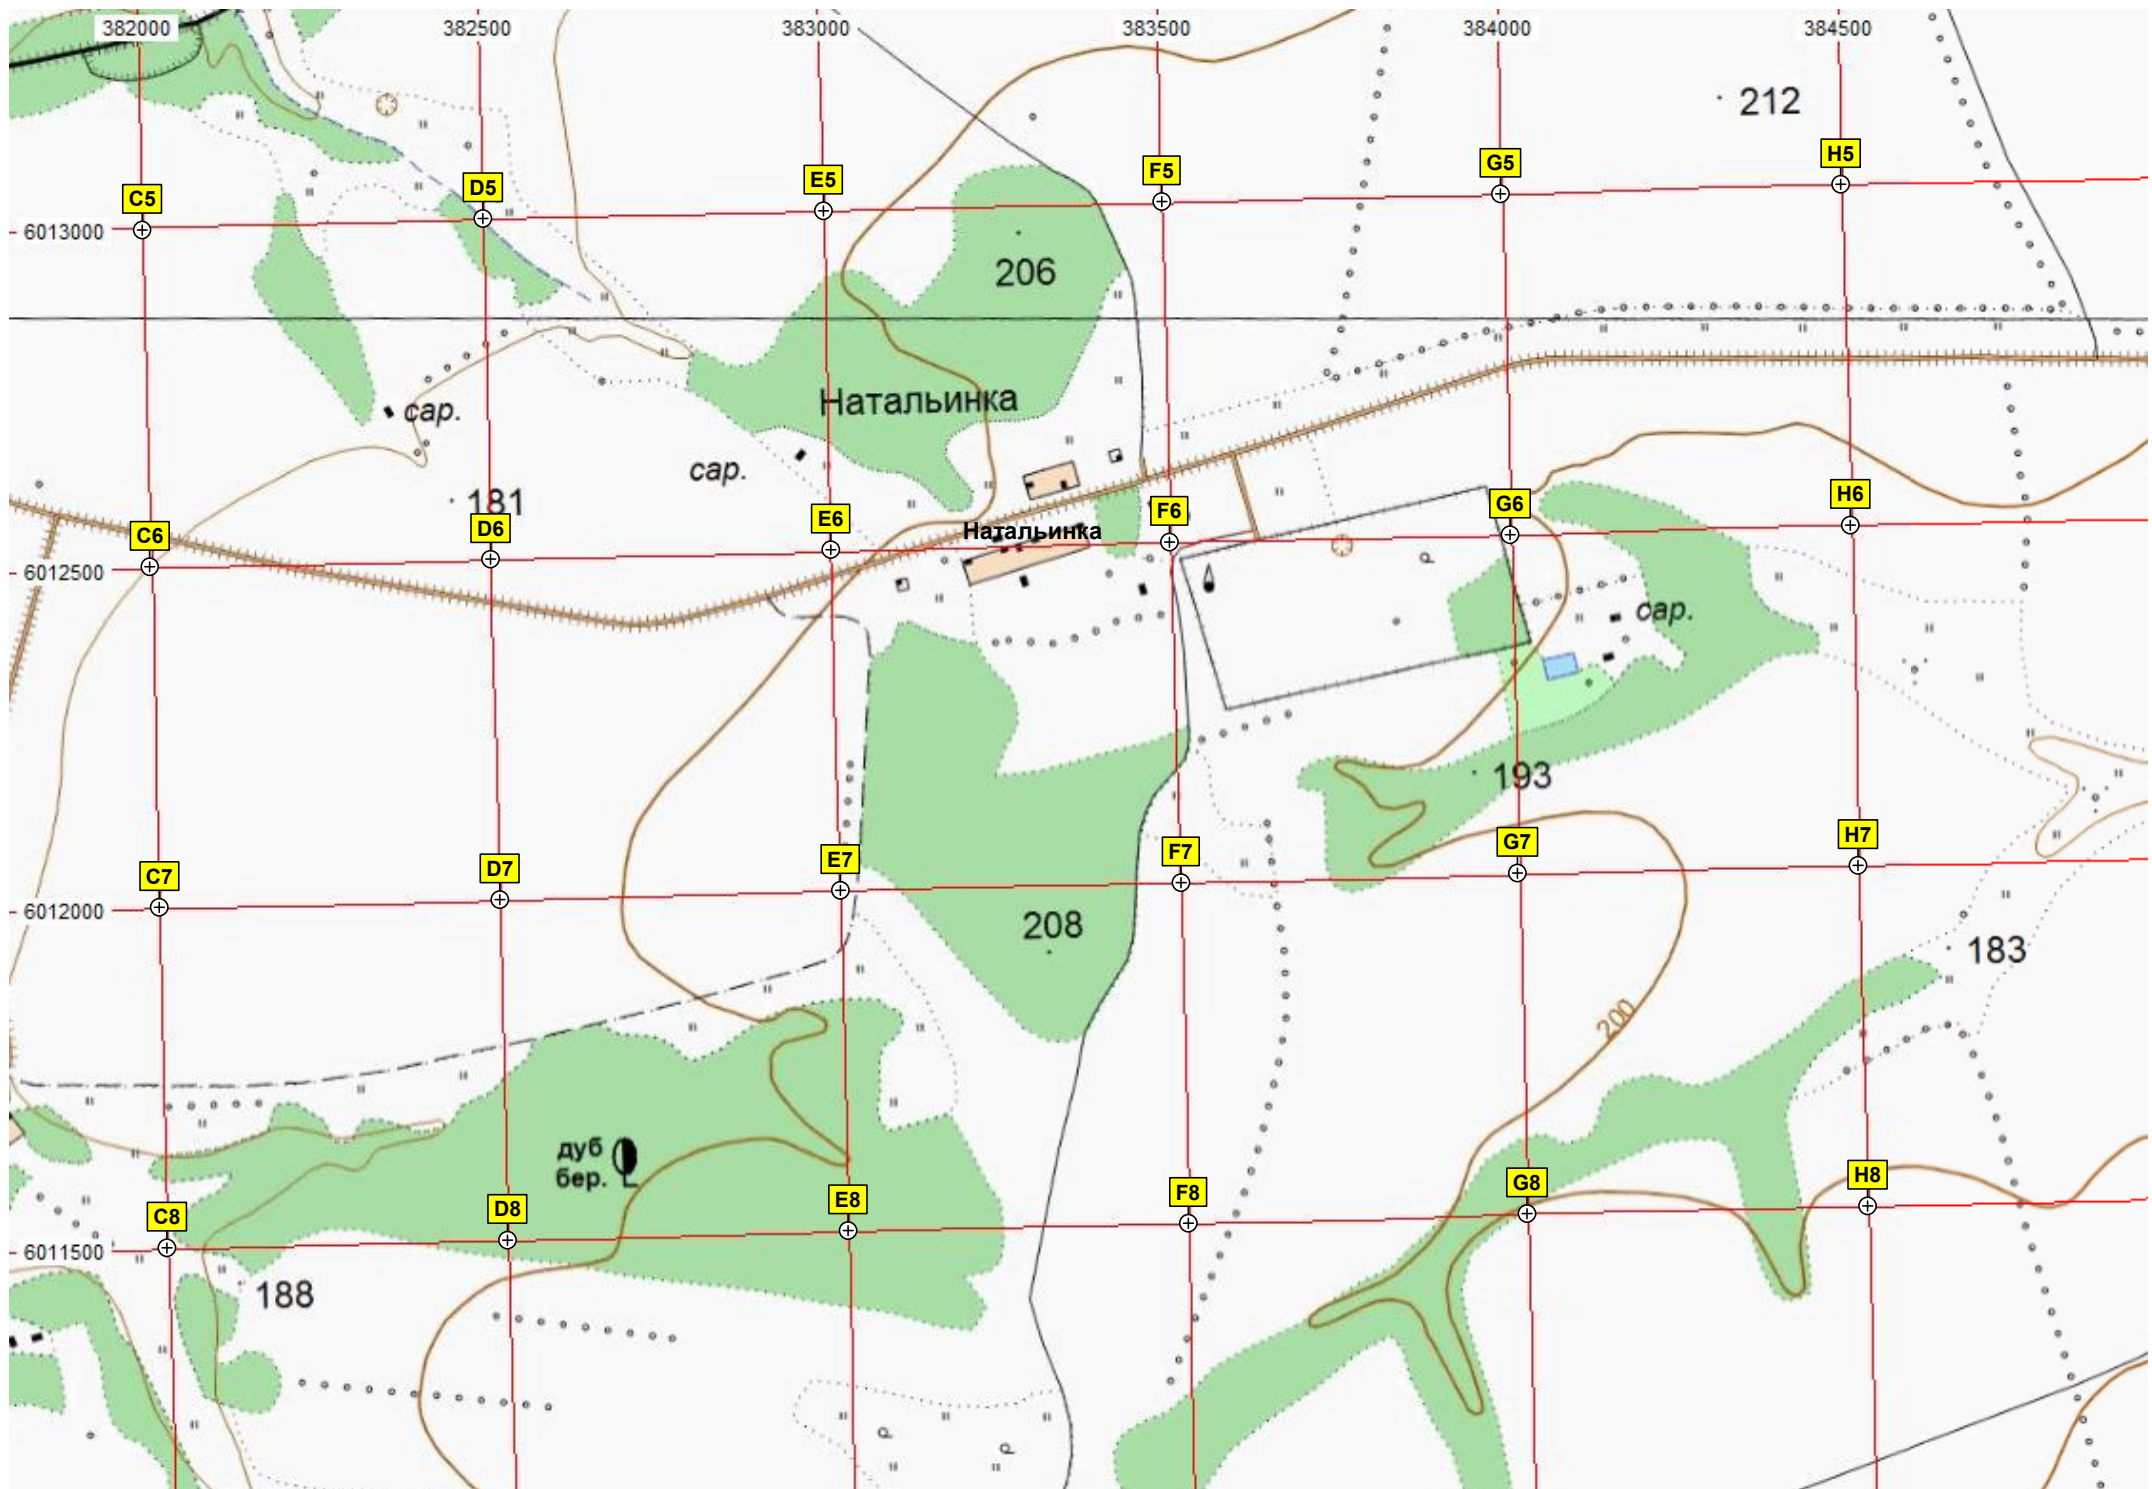 382000 382500 383000 383500 384000 384500
212
C5 D5 E5 F5 G5 H5
6013000
206
Натальинка
сар.
сар.
181
C6 D6 E6 F6 G6 H6
Натальинка
6012500
сар.
193
C7 D7 E7 F7 G7 H7
6012000
208
183
200
дуб
бер.
C8 D8 E8 F8 G8 H8
6011500
188